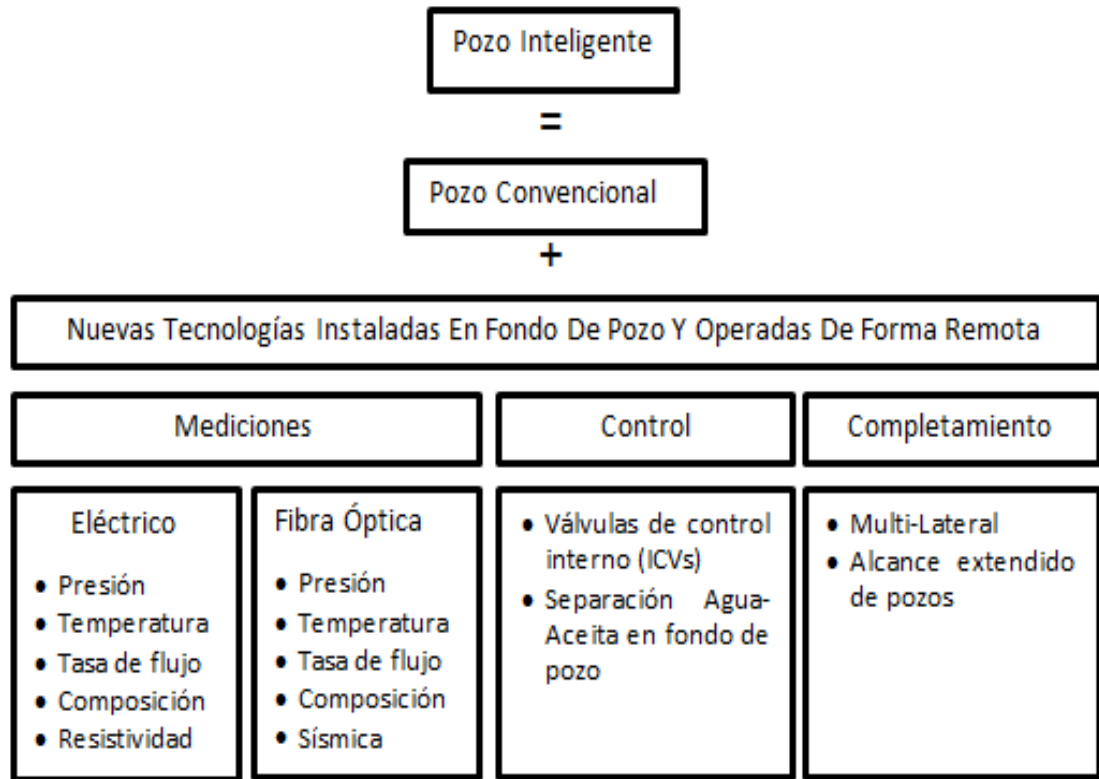 Pozo Inteligente
=
Pozo Convencional
+
Nuevas Tecnologías Instaladas En Fondo De Pozo Y Operadas De Forma Remota
Mediciones
Control
Completamiento
Eléctrico
• Presión
• Temperatura
• Tasa de flujo
• Composición
• Resistividad
Fibra Óptica
• Presión
• Temperatura
• Tasa de flujo
• Composición
• Sísmica
• Válvulas de control
interno (ICVs)
• Separación Agua-
Aceita en fondo de
pozo
• Multi-Lateral
• Alcance extendido
de pozos